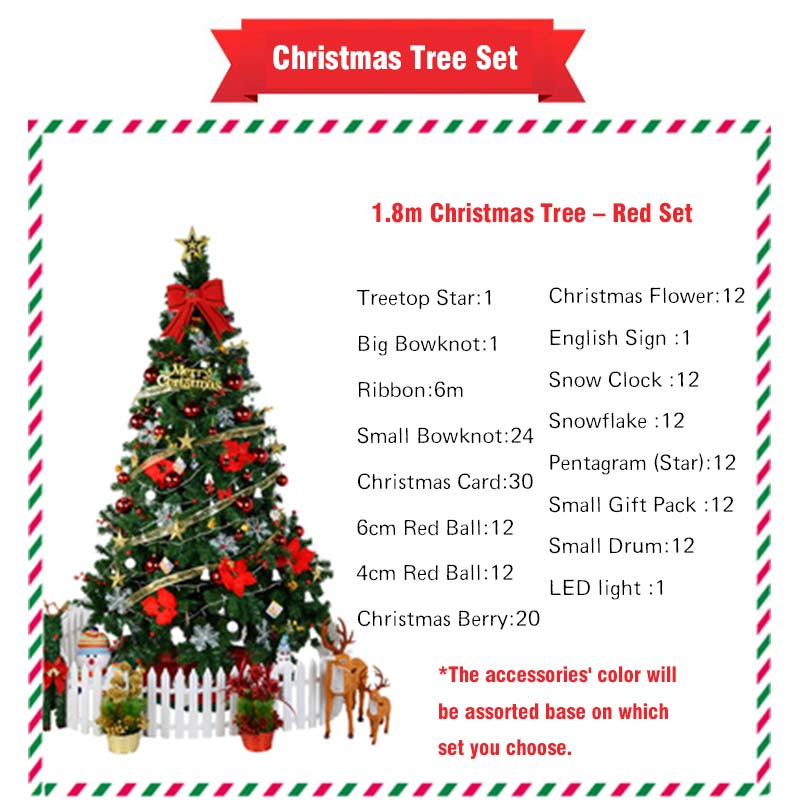 Christmas Tree Set
1.8m Christmas Tree – Red Set
Treetop Star:1
Big Bowknot:1
Ribbon:6m
Small Bowknot:24
Christmas Card:30
6cm Red Ball:12
4cm Red Ball:12
Christmas Berry:20
Christmas Flower:12
English Sign :1
Snow Clock :12
Snowflake :12
Pentagram (Star):12
Small Gift Pack :12
Small Drum:12
LED light :1
*The accessories' color will
be assorted base on which
set you choose.
Merry
Christmas